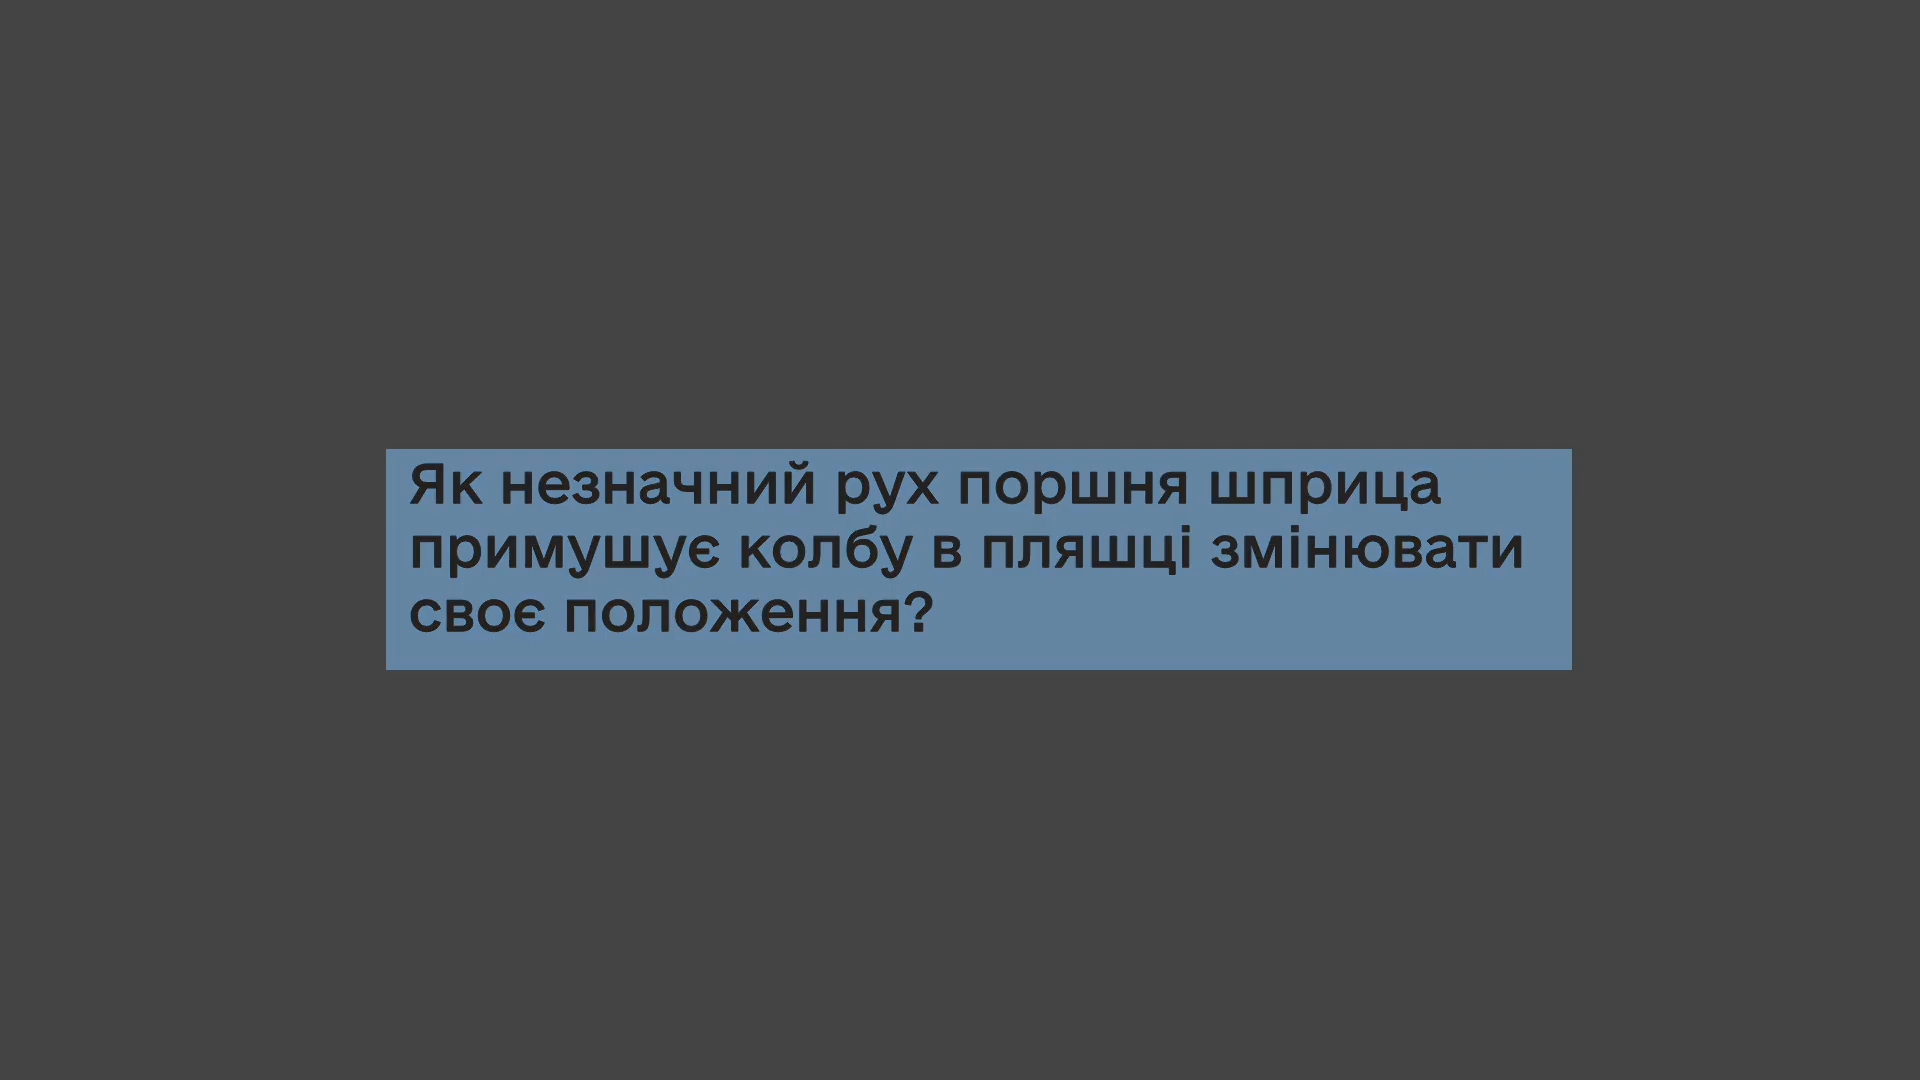 Як незначний рух поршня шприца
примушує колбу в пляшці змінювати
своє положення?